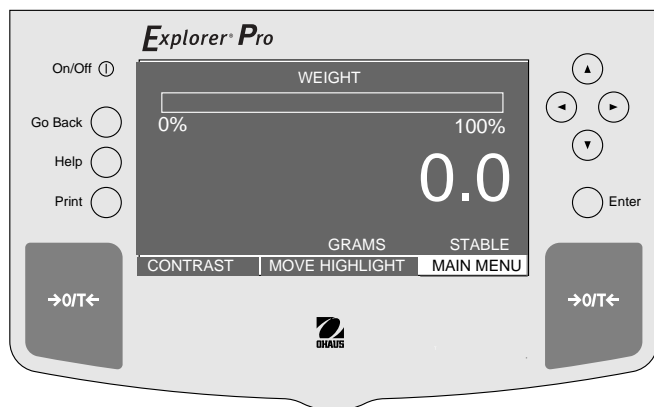 Explorer® Pro
On/Off
Go Back
Help
Print
WEIGHT
0% 100%
0.0
GRAMS STABLE
CONTRAST MOVE HIGHLIGHT MAIN MENU
Enter
→0/T← →0/T←
OHAUS